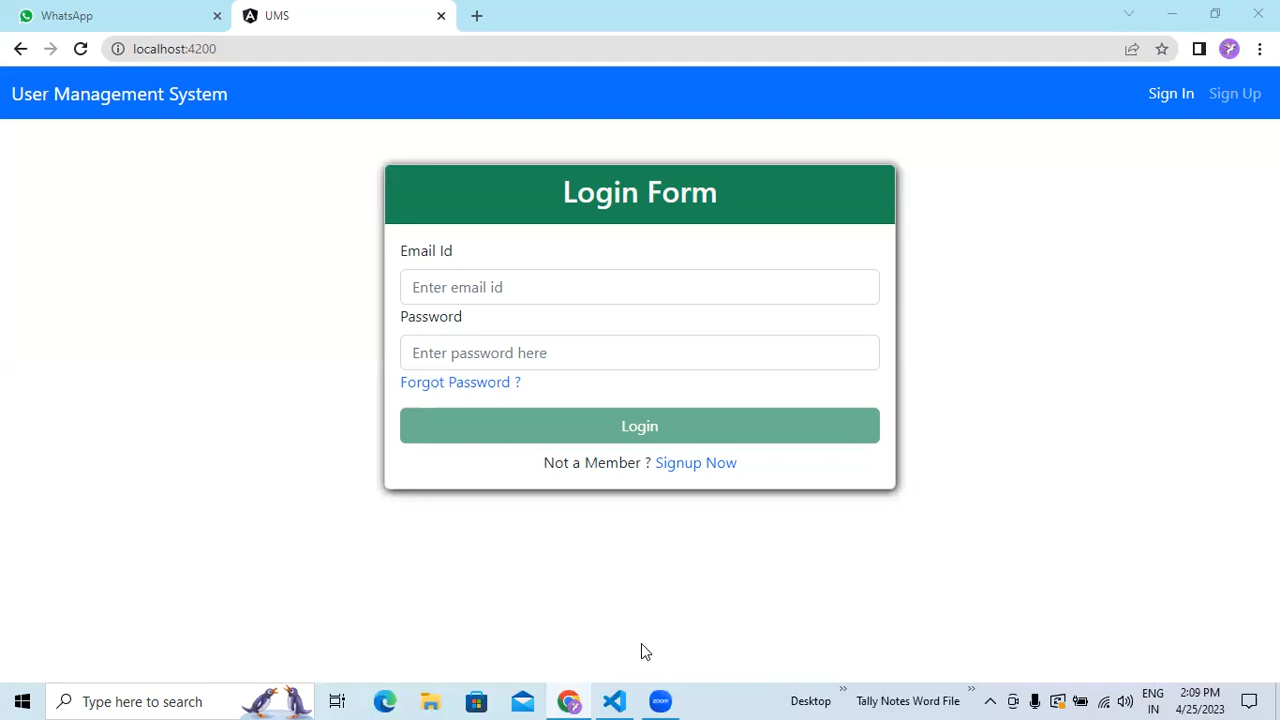 WhatsApp
UMS
localhost:4200
User Management System
Sign In
Sign Up
Login Form
Email Id
Enter email id
Password
Enter password here
Forgot Password ?
Login
Not a Member ? Signup Now
Type here to search
zoom
Desktop
Tally Notes Word File
ENG
IN
2:09 PM
4/25/2023